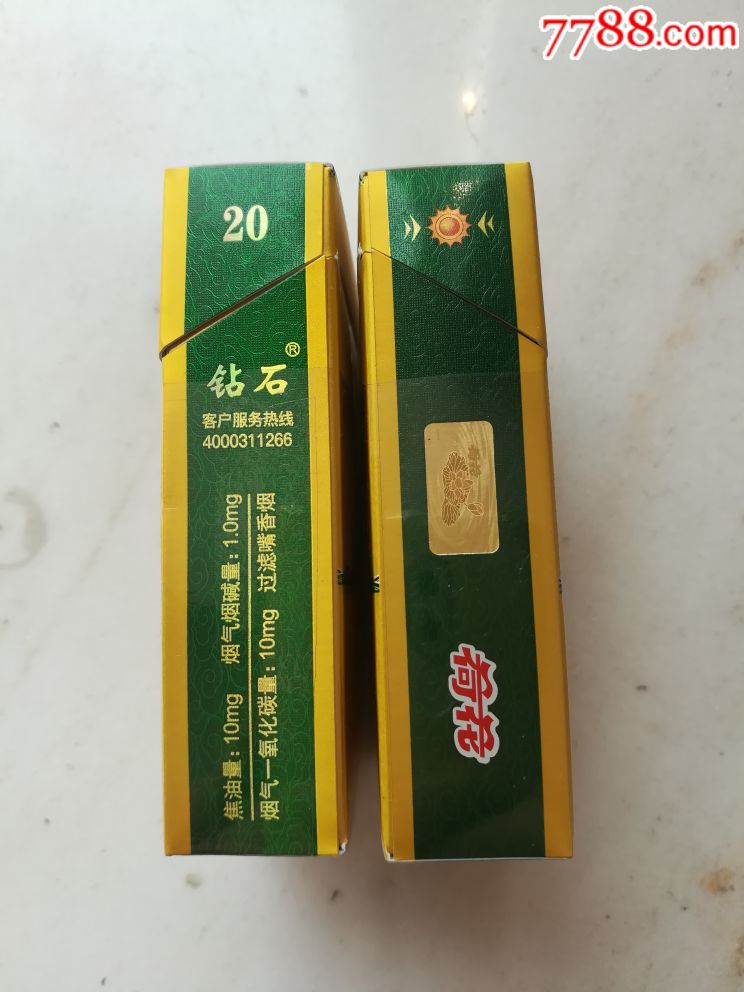 7788.com
20
钻石®
客户服务热线
4000311266
焦油量：10mg 烟气烟碱量：1.0mg
烟气一氧化碳量：10mg 过滤嘴香烟
荷花